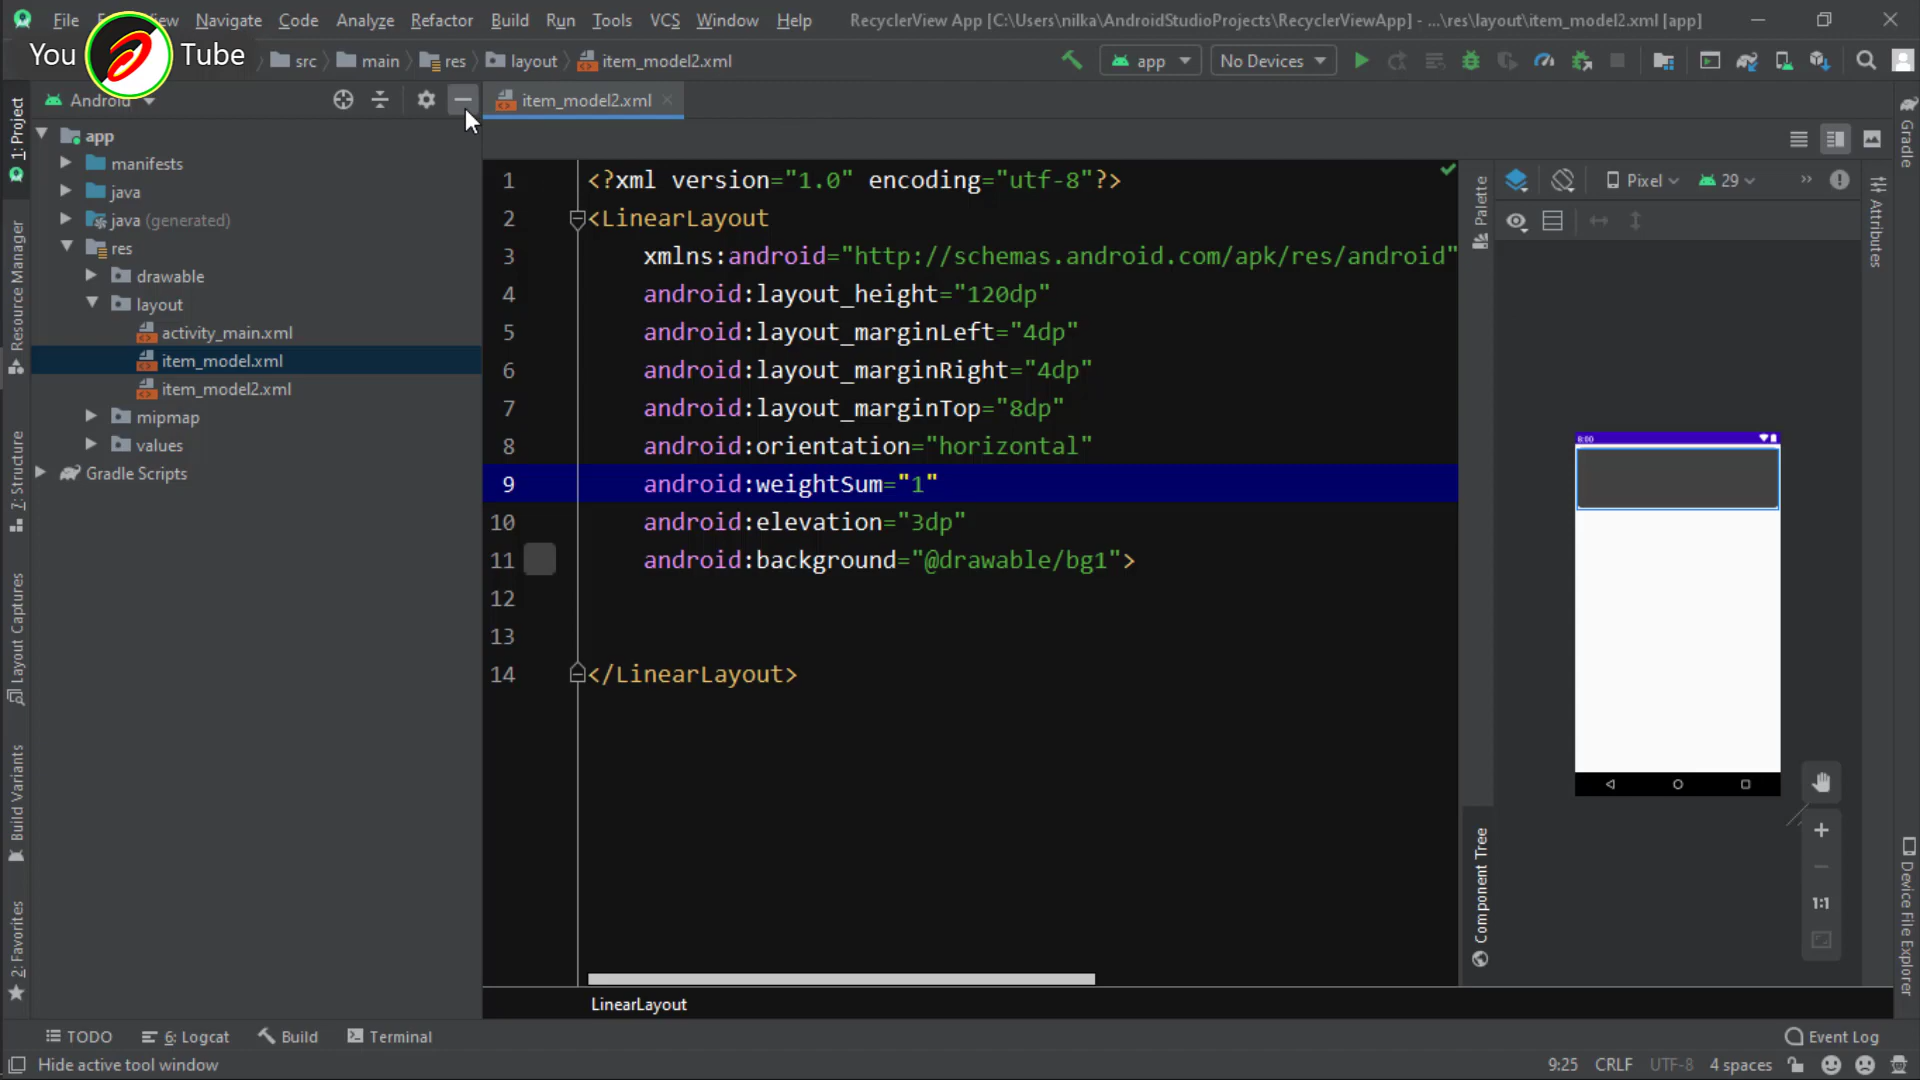 File Edit View Navigate Code Analyze Refactor Build Run Tools VCS Window Help RecyclerView App [C:\Users\nilka\AndroidStudioProjects\RecyclerViewApp] - ...\res\layout\item_model2.xml [app]
You Tube src main res layout item_model2.xml app No Devices
Android item_model2.xml
1: Project
Resource Manager
7: Structure
Layout Captures
Build Variants
2: Favorites
app
manifests
java
java (generated)
res
drawable
layout
activity_main.xml
item_model.xml
item_model2.xml
mipmap
values
Gradle Scripts
1 <?xml version="1.0" encoding="utf-8"?>
2 <LinearLayout
3 xmlns:android="http://schemas.android.com/apk/res/android"
4 android:layout_height="120dp"
5 android:layout_marginLeft="4dp"
6 android:layout_marginRight="4dp"
7 android:layout_marginTop="8dp"
8 android:orientation="horizontal"
9 android:weightSum="1"
10 android:elevation="3dp"
11 android:background="@drawable/bg1">
12
13
14 </LinearLayout>
LinearLayout
Palette
Component Tree
Pixel 29
8:00
1:1
Attributes
Gradle
Device File Explorer
TODO 6: Logcat Build Terminal Event Log
Hide active tool window 9:25 CRLF UTF-8 4 spaces